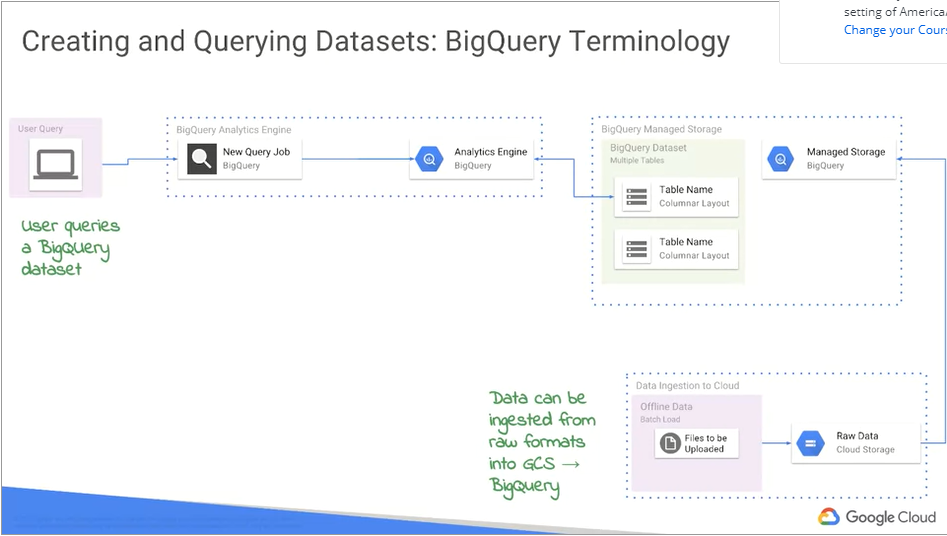 setting of America/
Change your Cours
Creating and Querying Datasets: BigQuery Terminology
User Query
BigQuery Analytics Engine
New Query Job
BigQuery
Analytics Engine
BigQuery
BigQuery Managed Storage
BigQuery Dataset
Multiple Tables
Table Name
Columnar Layout
Table Name
Columnar Layout
Managed Storage
BigQuery
User queries
a BigQuery
dataset
Data can be
ingested from
raw formats
into GCS →
BigQuery
Data Ingestion to Cloud
Offline Data
Batch Load
Files to be
Uploaded
Raw Data
Cloud Storage
Google Cloud